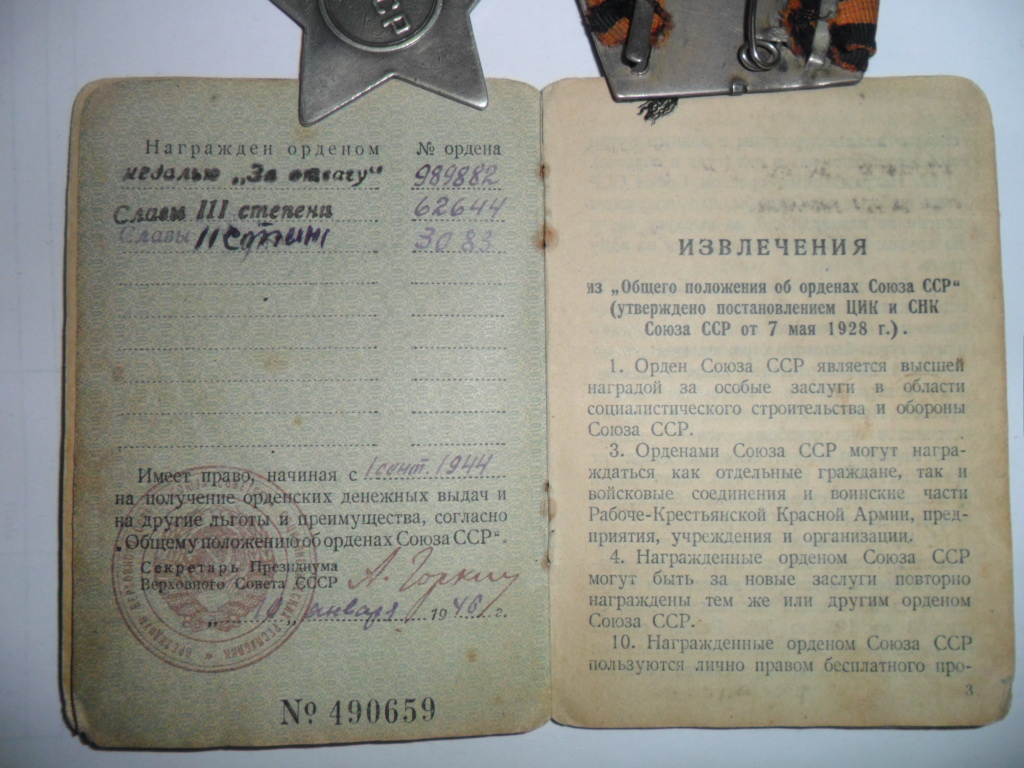 СССР
Награжден орденом № ордена
медалью „За отвагу" 989882
Славы III степени 62644
Славы II степени 3083
Имеет право, начиная с 1 сент. 1944
на получение орденских денежных выдач и
на другие льготы и преимущества, согласно
„Общему положению об орденах Союза ССР".
Секретарь Президиума
Верховного Совета СССР А. Горкин
„10" января 1946 г.
№ 490659
ИЗВЛЕЧЕНИЯ
из „Общего положения об орденах Союза ССР"
(утверждено постановлением ЦИК и СНК
Союза ССР от 7 мая 1928 г.).
1. Орден Союза ССР является высшей
наградой за особые заслуги в области
социалистического строительства и обороны
Союза ССР.
3. Орденами Союза ССР могут награ-
ждаться как отдельные граждане, так и
войсковые соединения и воинские части
Рабоче-Крестьянской Красной Армии, пред-
приятия, учреждения и организации.
4. Награжденные орденом Союза ССР
могут быть за новые заслуги повторно
награждены тем же или другим орденом
Союза ССР.
10. Награжденные орденом Союза ССР
пользуются лично правом бесплатного про-
3